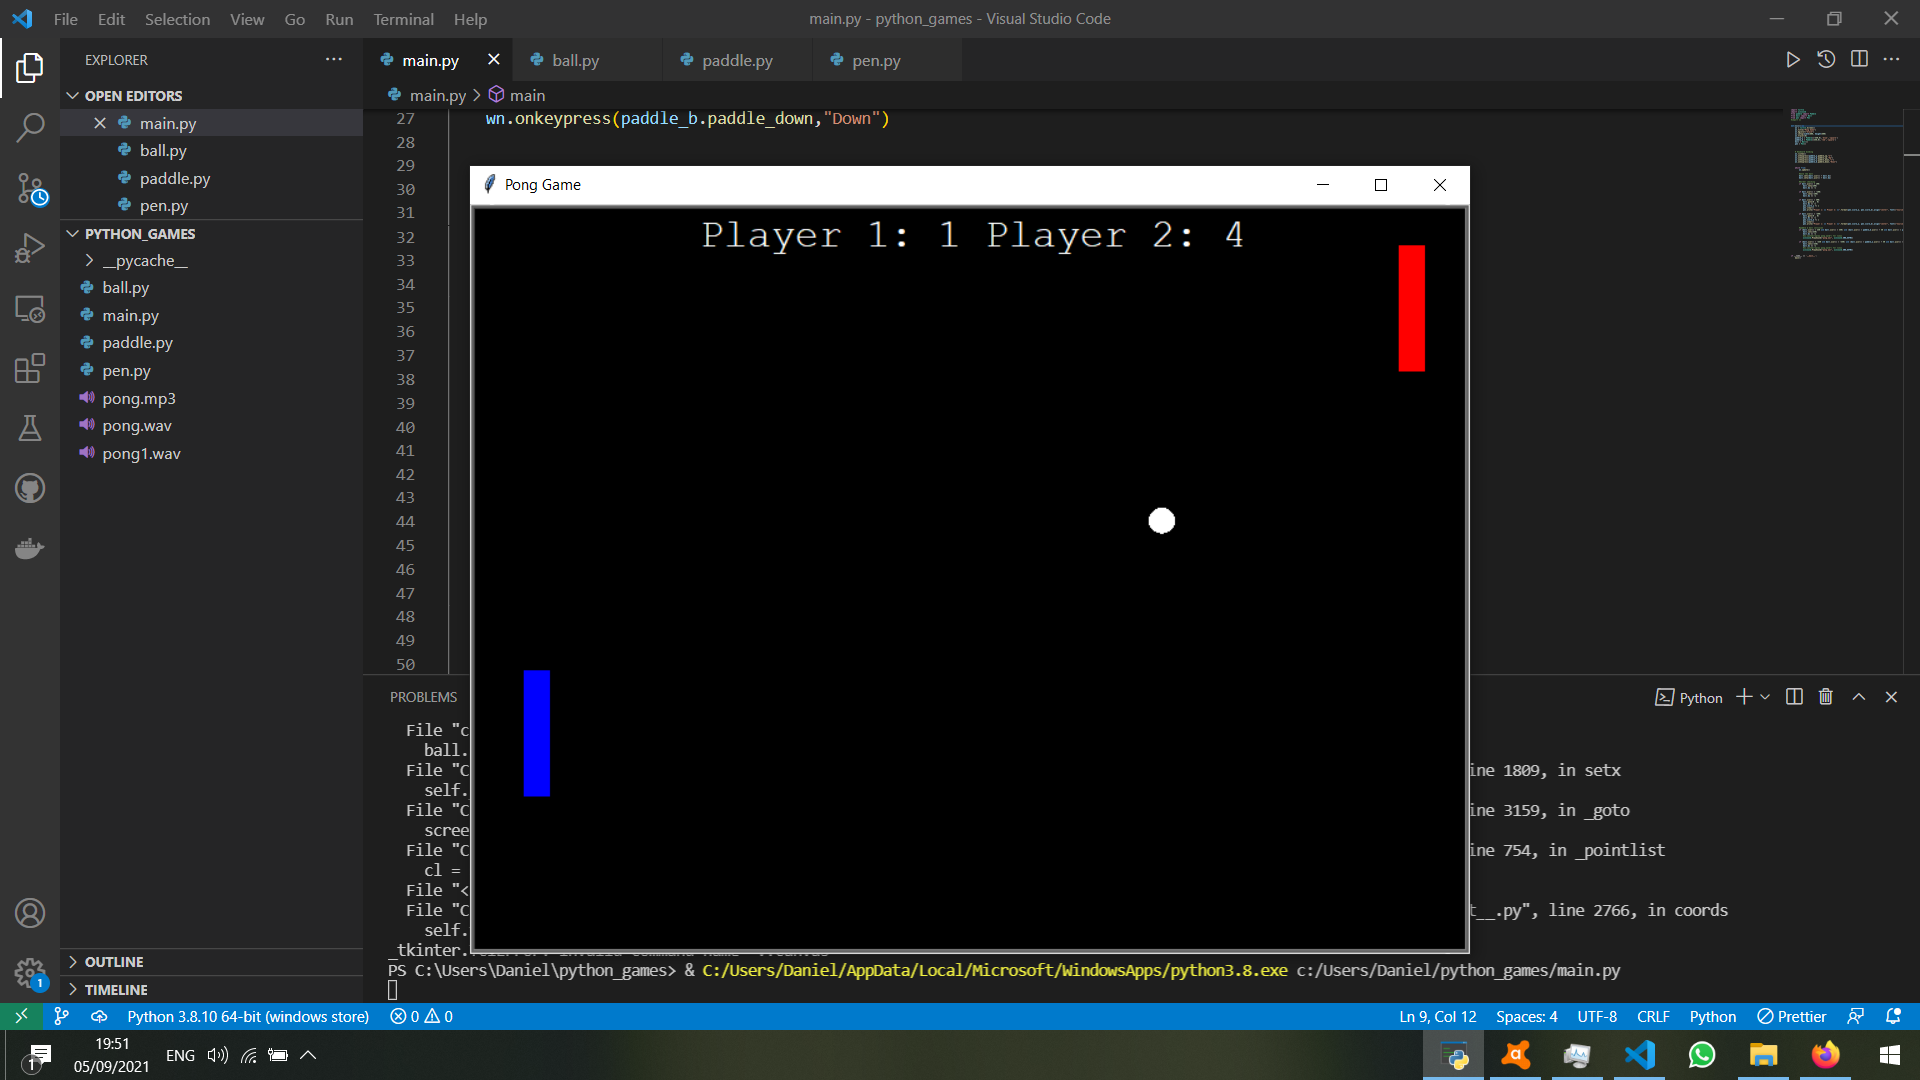 File Edit Selection View Go Run Terminal Help
main.py - python_games - Visual Studio Code
EXPLORER
main.py
ball.py
paddle.py
pen.py
OPEN EDITORS
main.py
ball.py
paddle.py
pen.py
PYTHON_GAMES
__pycache__
ball.py
main.py
paddle.py
pen.py
pong.mp3
pong.wav
pong1.wav
OUTLINE
TIMELINE
main.py > main
27 wn.onkeypress(paddle_b.paddle_down,"Down")
28
29
30
31
32
33
34
35
36
37
38
39
40
41
42
43
44
45
46
47
48
49
50
Pong Game
Player 1: 1 Player 2: 4
PROBLEMS
Python
File "c
ball.
File "C ine 1809, in setx
self.
File "C ine 3159, in _goto
scree
File "C ine 754, in _pointlist
cl =
File "<
File "C t__.py", line 2766, in coords
self.
_tkinter.
PS C:\Users\Daniel\python_games> & C:/Users/Daniel/AppData/Local/Microsoft/WindowsApps/python3.8.exe c:/Users/Daniel/python_games/main.py
Python 3.8.10 64-bit (windows store) 0 0
Ln 9, Col 12 Spaces: 4 UTF-8 CRLF Python Prettier
1
1
19:51
05/09/2021
ENG